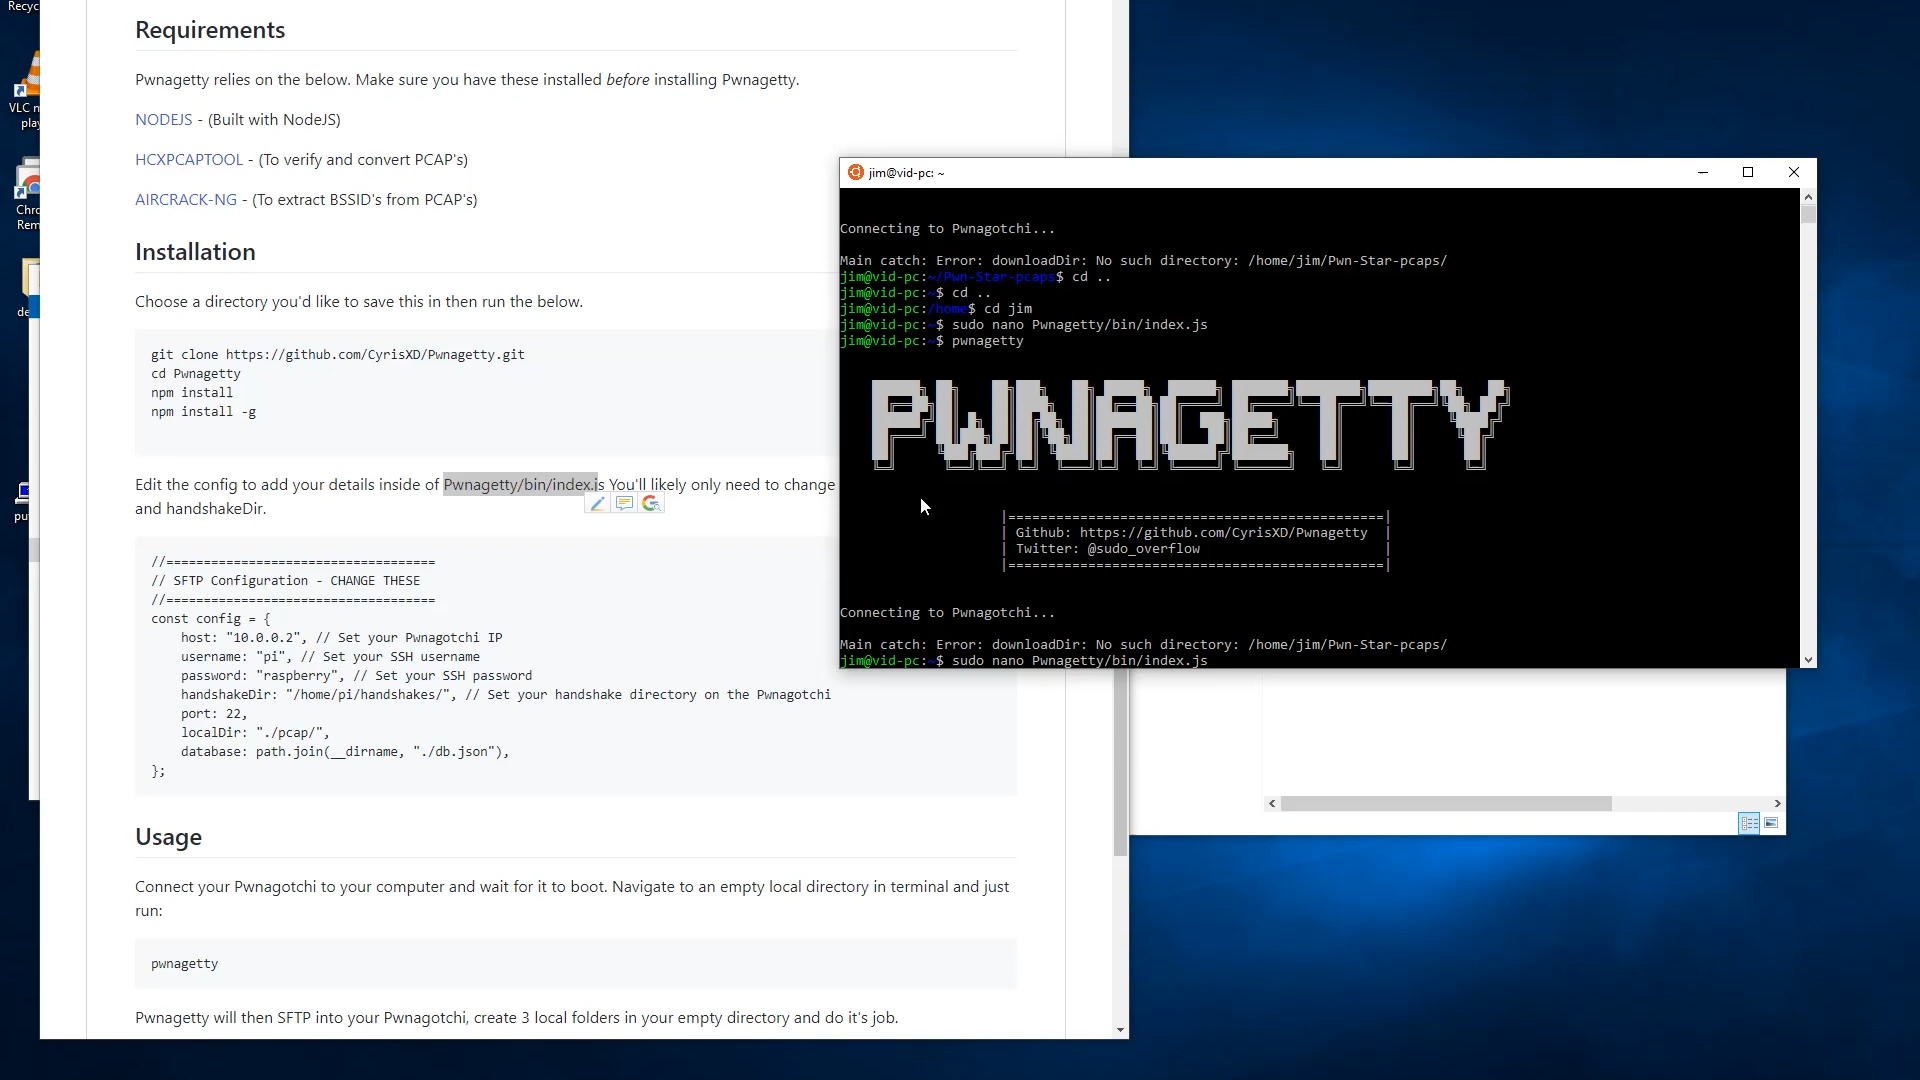 Recyc
VLC m
play
Chro
Rem
de
pu
Requirements
Pwnagetty relies on the below. Make sure you have these installed before installing Pwnagetty.
NODEJS - (Built with NodeJS)
HCXPCAPTOOL - (To verify and convert PCAP's)
AIRCRACK-NG - (To extract BSSID's from PCAP's)
Installation
Choose a directory you'd like to save this in then run the below.
git clone https://github.com/CyrisXD/Pwnagetty.git
cd Pwnagetty
npm install
npm install -g
Edit the config to add your details inside of Pwnagetty/bin/index.js You'll likely only need to change
and handshakeDir.
//====================================
// SFTP Configuration - CHANGE THESE
//====================================
const config = {
host: "10.0.0.2", // Set your Pwnagotchi IP
username: "pi", // Set your SSH username
password: "raspberry", // Set your SSH password
handshakeDir: "/home/pi/handshakes/", // Set your handshake directory on the Pwnagotchi
port: 22,
localDir: "./pcap/",
database: path.join(__dirname, "./db.json"),
};
Usage
Connect your Pwnagotchi to your computer and wait for it to boot. Navigate to an empty local directory in terminal and just
run:
pwnagetty
Pwnagetty will then SFTP into your Pwnagotchi, create 3 local folders in your empty directory and do it's job.
jim@vid-pc: ~
Connecting to Pwnagotchi...
Main catch: Error: downloadDir: No such directory: /home/jim/Pwn-Star-pcaps/
jim@vid-pc:~/Pwn-Star-pcaps$ cd ..
jim@vid-pc:~$ cd ..
jim@vid-pc:/home$ cd jim
jim@vid-pc:~$ sudo nano Pwnagetty/bin/index.js
jim@vid-pc:~$ pwnagetty
PWNAGETTY
|===============================================|
| Github: https://github.com/CyrisXD/Pwnagetty |
| Twitter: @sudo_overflow |
|===============================================|
Connecting to Pwnagotchi...
Main catch: Error: downloadDir: No such directory: /home/jim/Pwn-Star-pcaps/
jim@vid-pc:~$ sudo nano Pwnagetty/bin/index.js